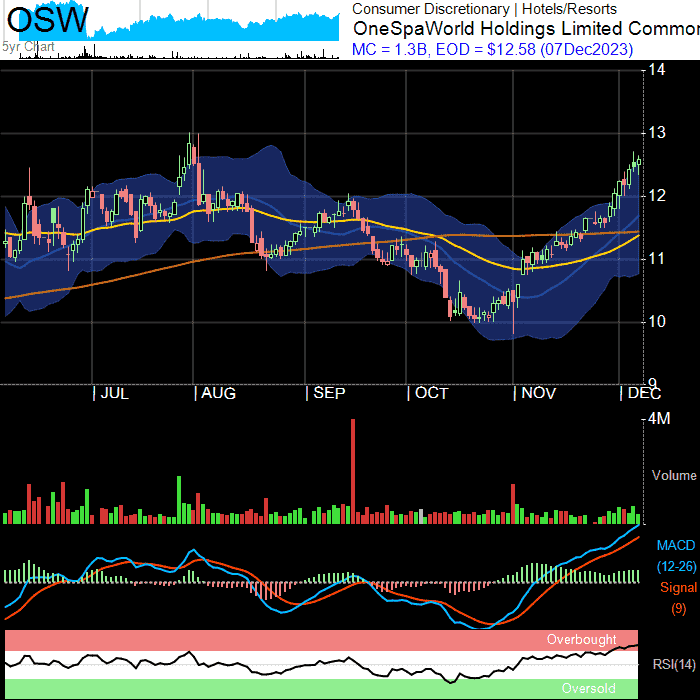 OSW
5yr Chart
Consumer Discretionary | Hotels/Resorts
OneSpaWorld Holdings Limited Common
MC = 1.3B, EOD = $12.58 (07Dec2023)
14
13
12
11
10
9
| JUL | AUG | SEP | OCT | NOV | DEC
4M
Volume
MACD
(12-26)
Signal
(9)
Overbought
RSI(14)
Oversold